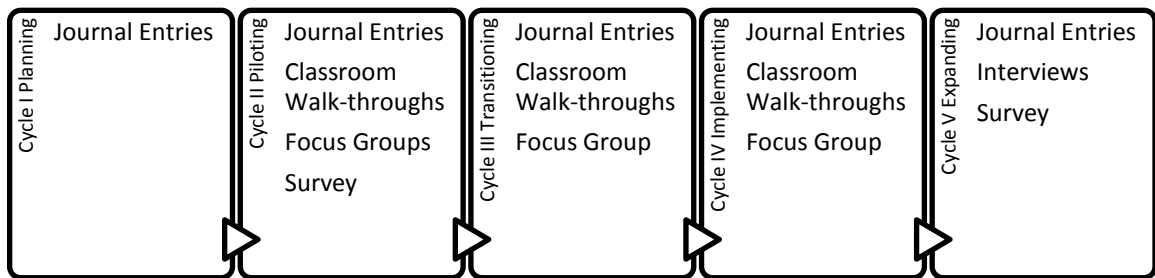 Cycle I Planning
Journal Entries
Cycle II Piloting
Journal Entries
Classroom
Walk-throughs
Focus Groups
Survey
Cycle III Transitioning
Journal Entries
Classroom
Walk-throughs
Focus Group
Cycle IV Implementing
Journal Entries
Classroom
Walk-throughs
Focus Group
Cycle V Expanding
Journal Entries
Interviews
Survey